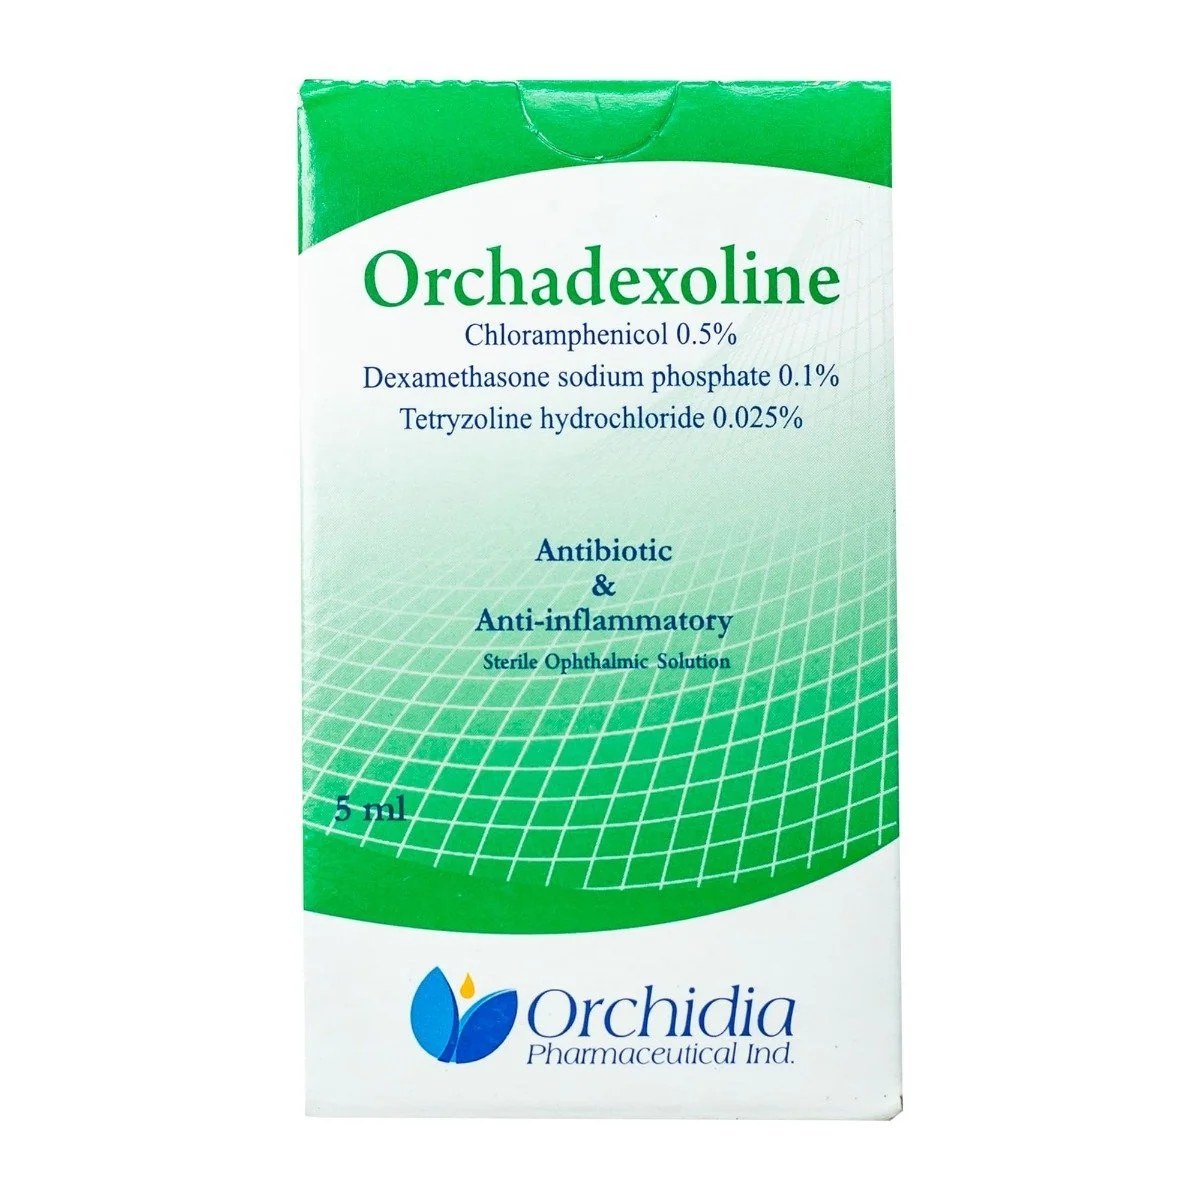 Orchadexoline
Chloramphenicol 0.5%
Dexamethasone sodium phosphate 0.1%
Tetryzoline hydrochloride 0.025%
Antibiotic
&
Anti-inflammatory
Sterile Ophthalmic Solution
5 ml
Orchidia
Pharmaceutical Ind.